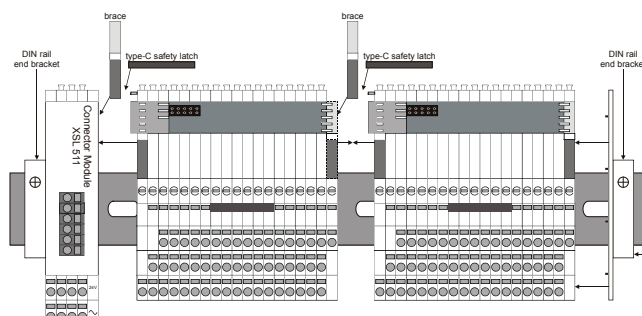 brace
brace
type-C safety latch
type-C safety latch
DIN rail
end bracket
DIN rail
end bracket
Connector Module
XSL 511
24V